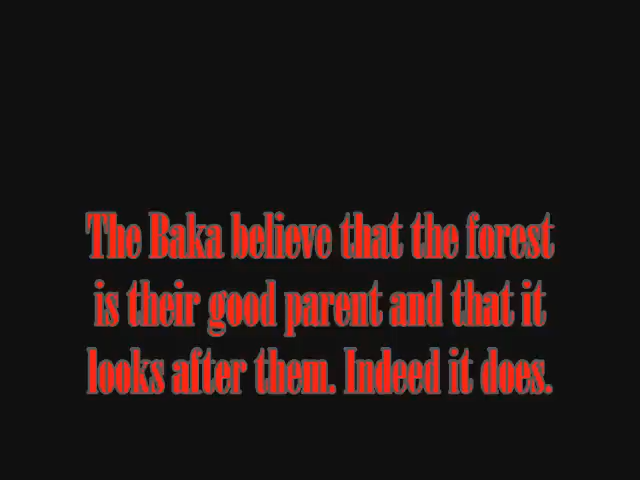 The Baka believe that the forest
is their good parent and that it
looks after them. Indeed it does.